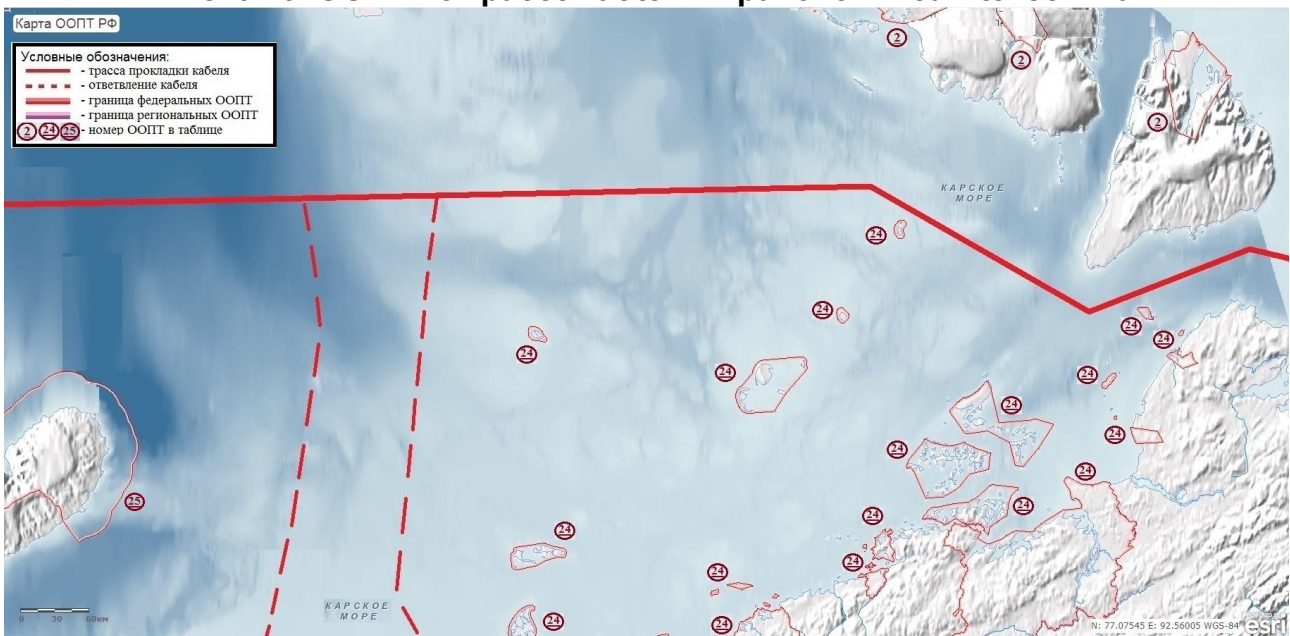 Карта ООПТ РФ
Условные обозначения:
- трасса прокладки кабеля
- ответвление кабеля
- граница федеральных ООПТ
- граница региональных ООПТ
2 24 25 - номер ООПТ в таблице
2
2
2
КАРСКОЕ
МОРЕ
24
24
24
24
24
24
24
24
24
24
24
25
24
24
24
24
24
24
24
КАРСКОЕ
МОРЕ
0 30 60км
N: 77.07545 E: 92.56005 WGS-84
esri